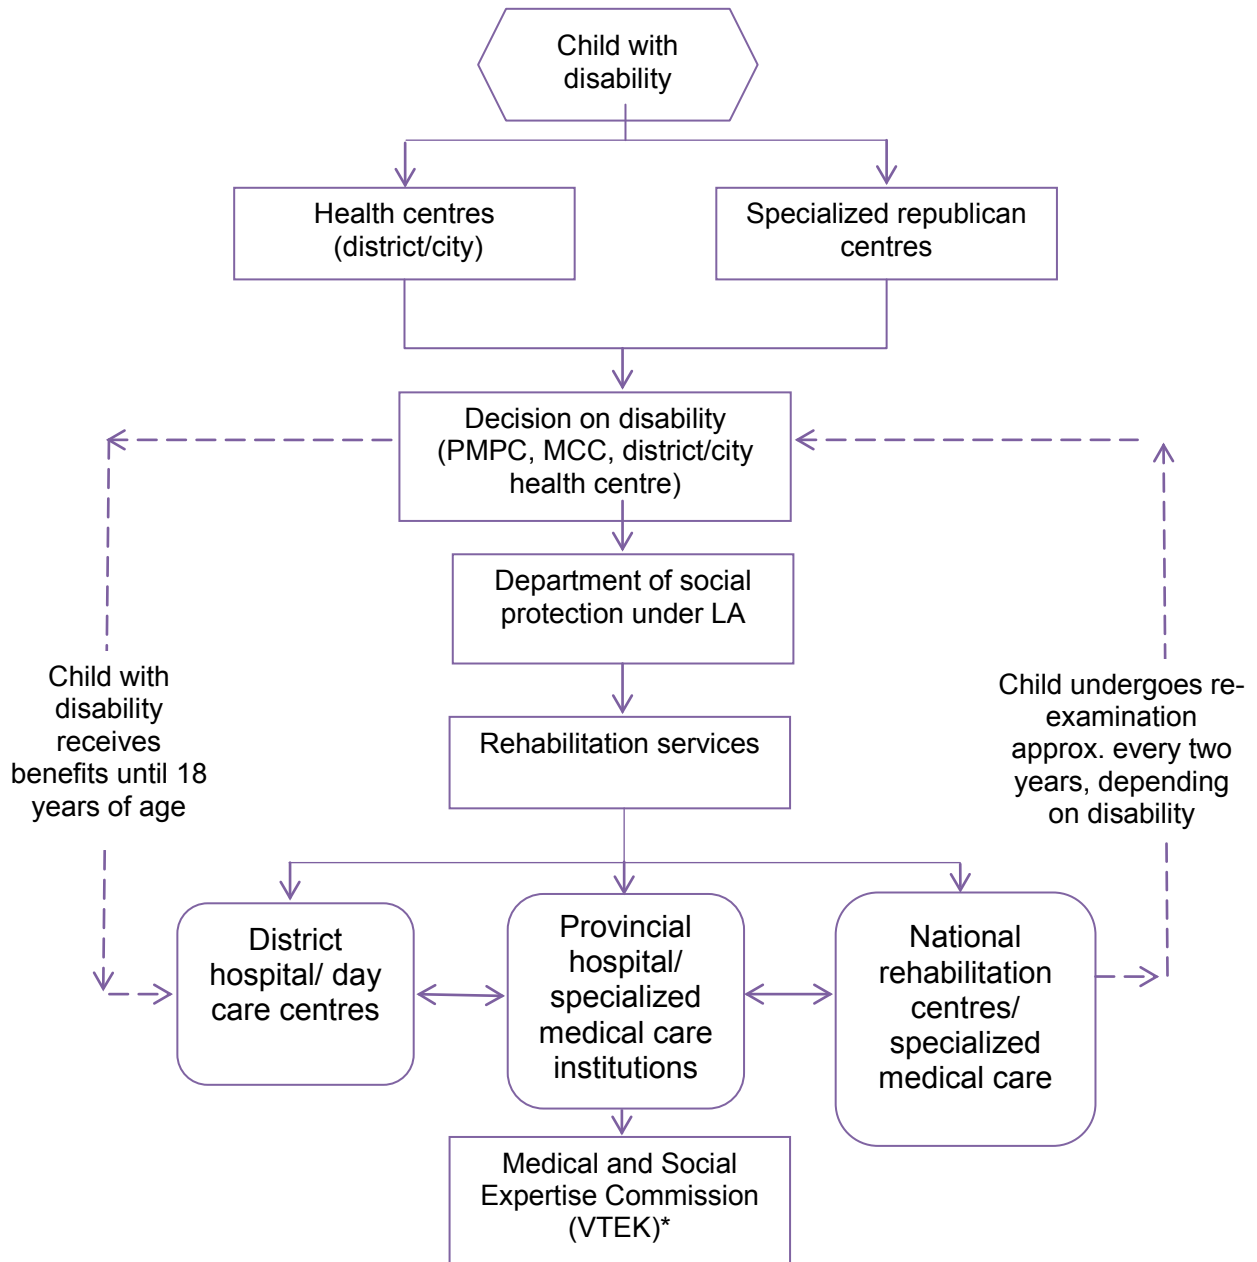 Child with
disability
Health centres
(district/city)
Specialized republican
centres
Decision on disability
(PMPC, MCC, district/city
health centre)
Department of social
protection under LA
Child with
disability
receives
benefits until 18
years of age
Rehabilitation services
Child undergoes re-
examination
approx. every two
years, depending
on disability
District
hospital/ day
care centres
Provincial
hospital/
specialized
medical care
institutions
National
rehabilitation
centres/
specialized
medical care
Medical and Social
Expertise Commission
(VTEK)*